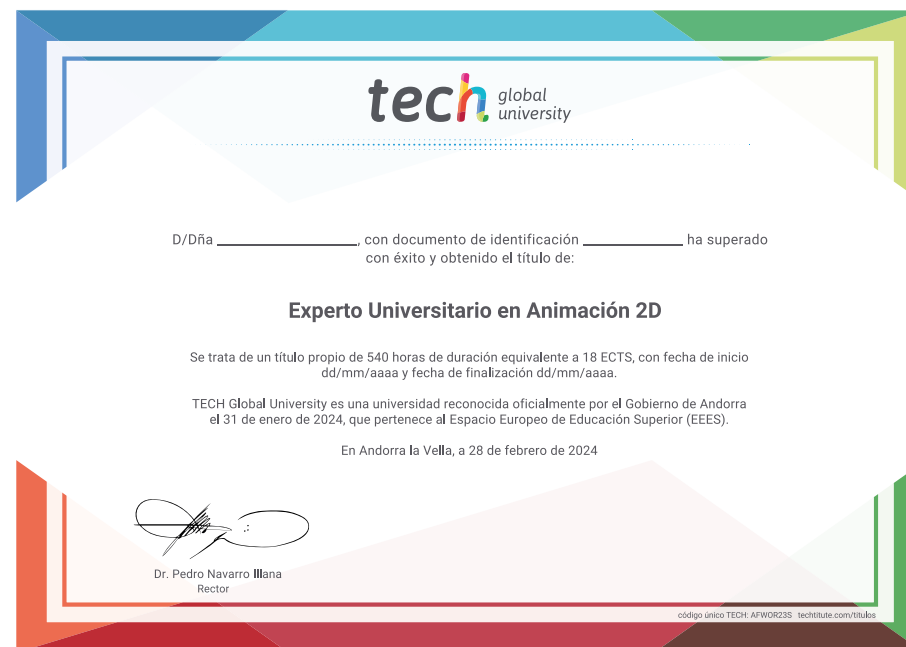 tech global university
D/Dña ____________________, con documento de identificación ______________ ha superado
con éxito y obtenido el título de:
Experto Universitario en Animación 2D
Se trata de un título propio de 540 horas de duración equivalente a 18 ECTS, con fecha de inicio
dd/mm/aaaa y fecha de finalización dd/mm/aaaa.
TECH Global University es una universidad reconocida oficialmente por el Gobierno de Andorra
el 31 de enero de 2024, que pertenece al Espacio Europeo de Educación Superior (EEES).
En Andorra la Vella, a 28 de febrero de 2024
Dr. Pedro Navarro Illana
Rector
código único TECH: AFWOR23S techtitute.com/titulos